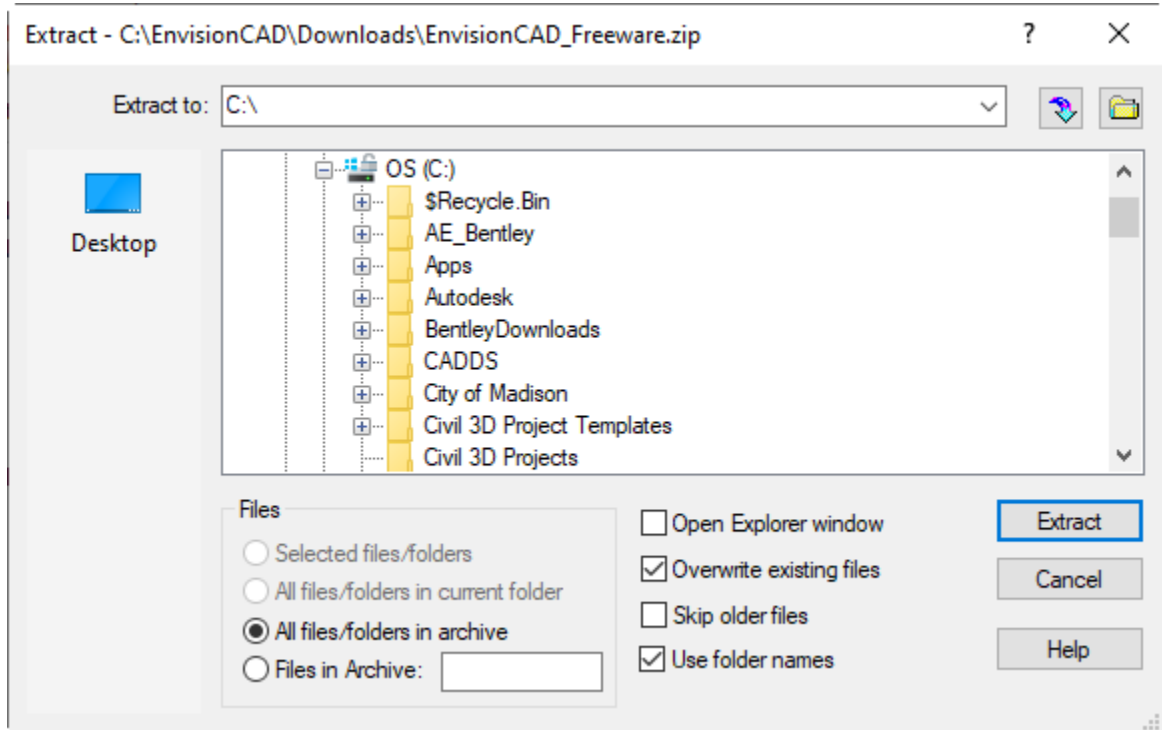 Extract - C:\EnvisionCAD\Downloads\EnvisionCAD_Freeware.zip ?
Extract to: C:\
Desktop
OS (C:)
$Recycle.Bin
AE_Bentley
Apps
Autodesk
BentleyDownloads
CADDS
City of Madison
Civil 3D Project Templates
Civil 3D Projects
Files
Selected files/folders
All files/folders in current folder
All files/folders in archive
Files in Archive:
Open Explorer window
Overwrite existing files
Skip older files
Use folder names
Extract
Cancel
Help